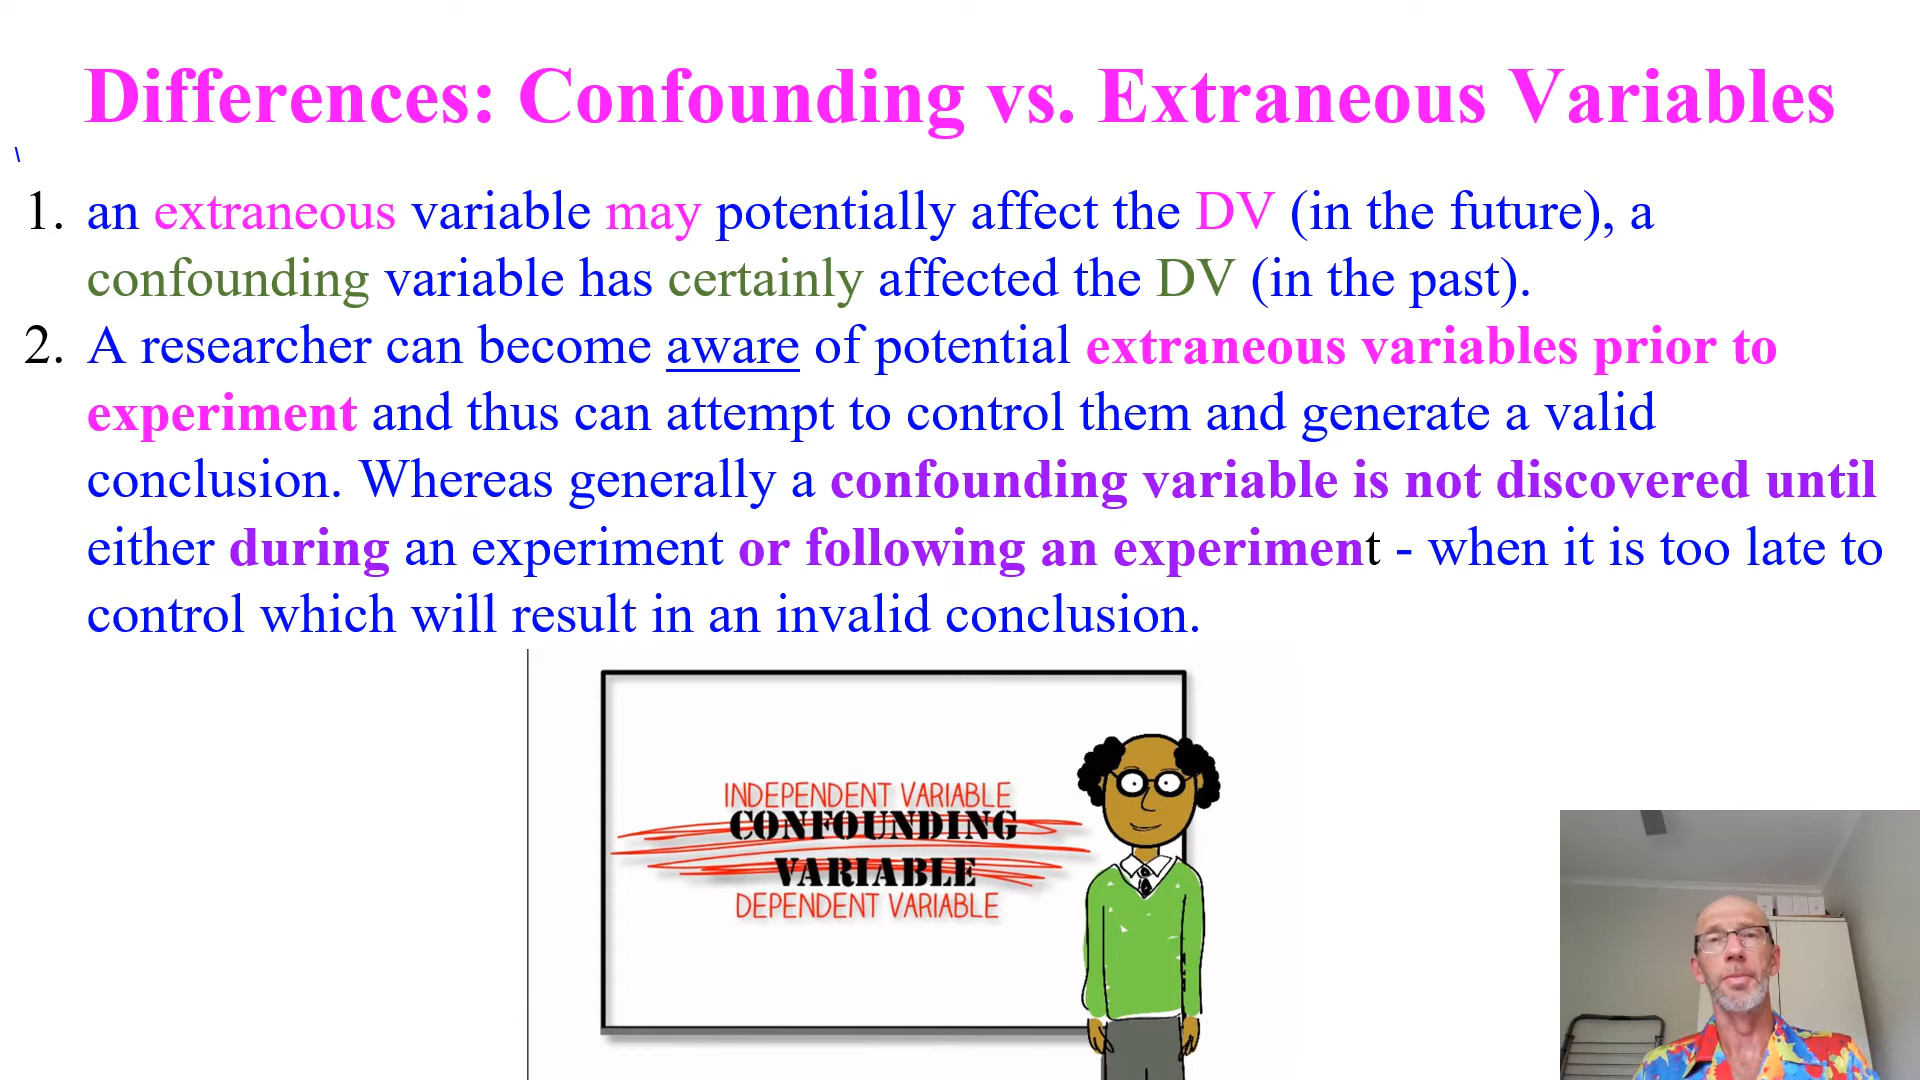 Differences: Confounding vs. Extraneous Variables
\
1. an extraneous variable may potentially affect the DV (in the future), a
confounding variable has certainly affected the DV (in the past).
2. A researcher can become aware of potential extraneous variables prior to
experiment and thus can attempt to control them and generate a valid
conclusion. Whereas generally a confounding variable is not discovered until
either during an experiment or following an experiment - when it is too late to
control which will result in an invalid conclusion.
INDEPENDENT VARIABLE
CONFOUNDING
VARIABLE
DEPENDENT VARIABLE